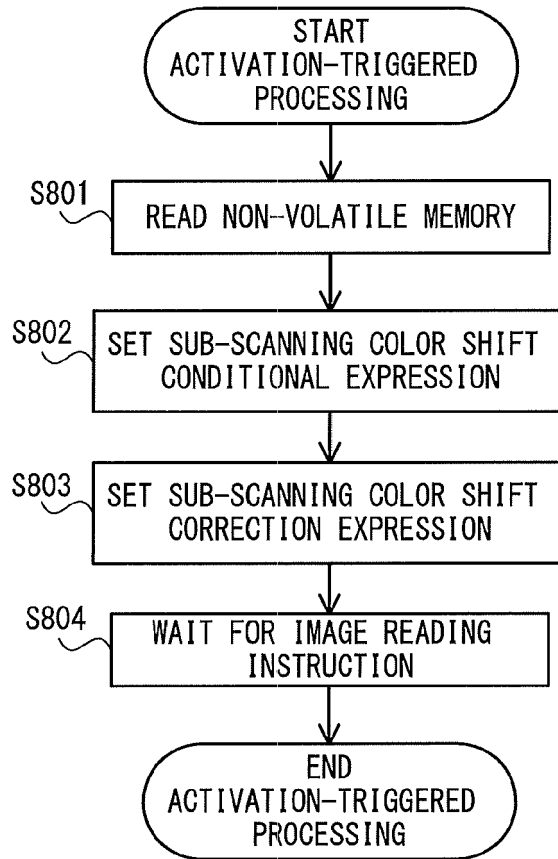 START
ACTIVATION-TRIGGERED
PROCESSING
S801
READ NON-VOLATILE MEMORY
S802
SET SUB-SCANNING COLOR SHIFT
CONDITIONAL EXPRESSION
S803
SET SUB-SCANNING COLOR SHIFT
CORRECTION EXPRESSION
S804
WAIT FOR IMAGE READING
INSTRUCTION
END
ACTIVATION-TRIGGERED
PROCESSING